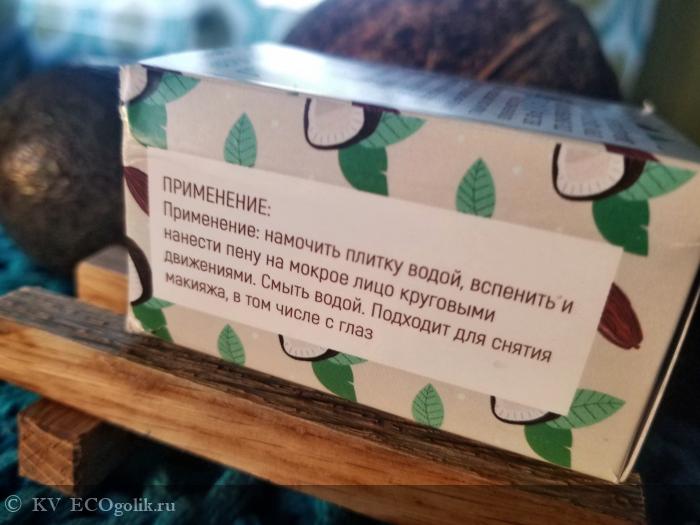 ПРИМЕНЕНИЕ:
Применение: намочить плитку водой, вспенить и
нанести пену на мокрое лицо круговыми
движениями. Смыть водой. Подходит для снятия
макияжа, в том числе с глаз
© KV ECOgolik.ru